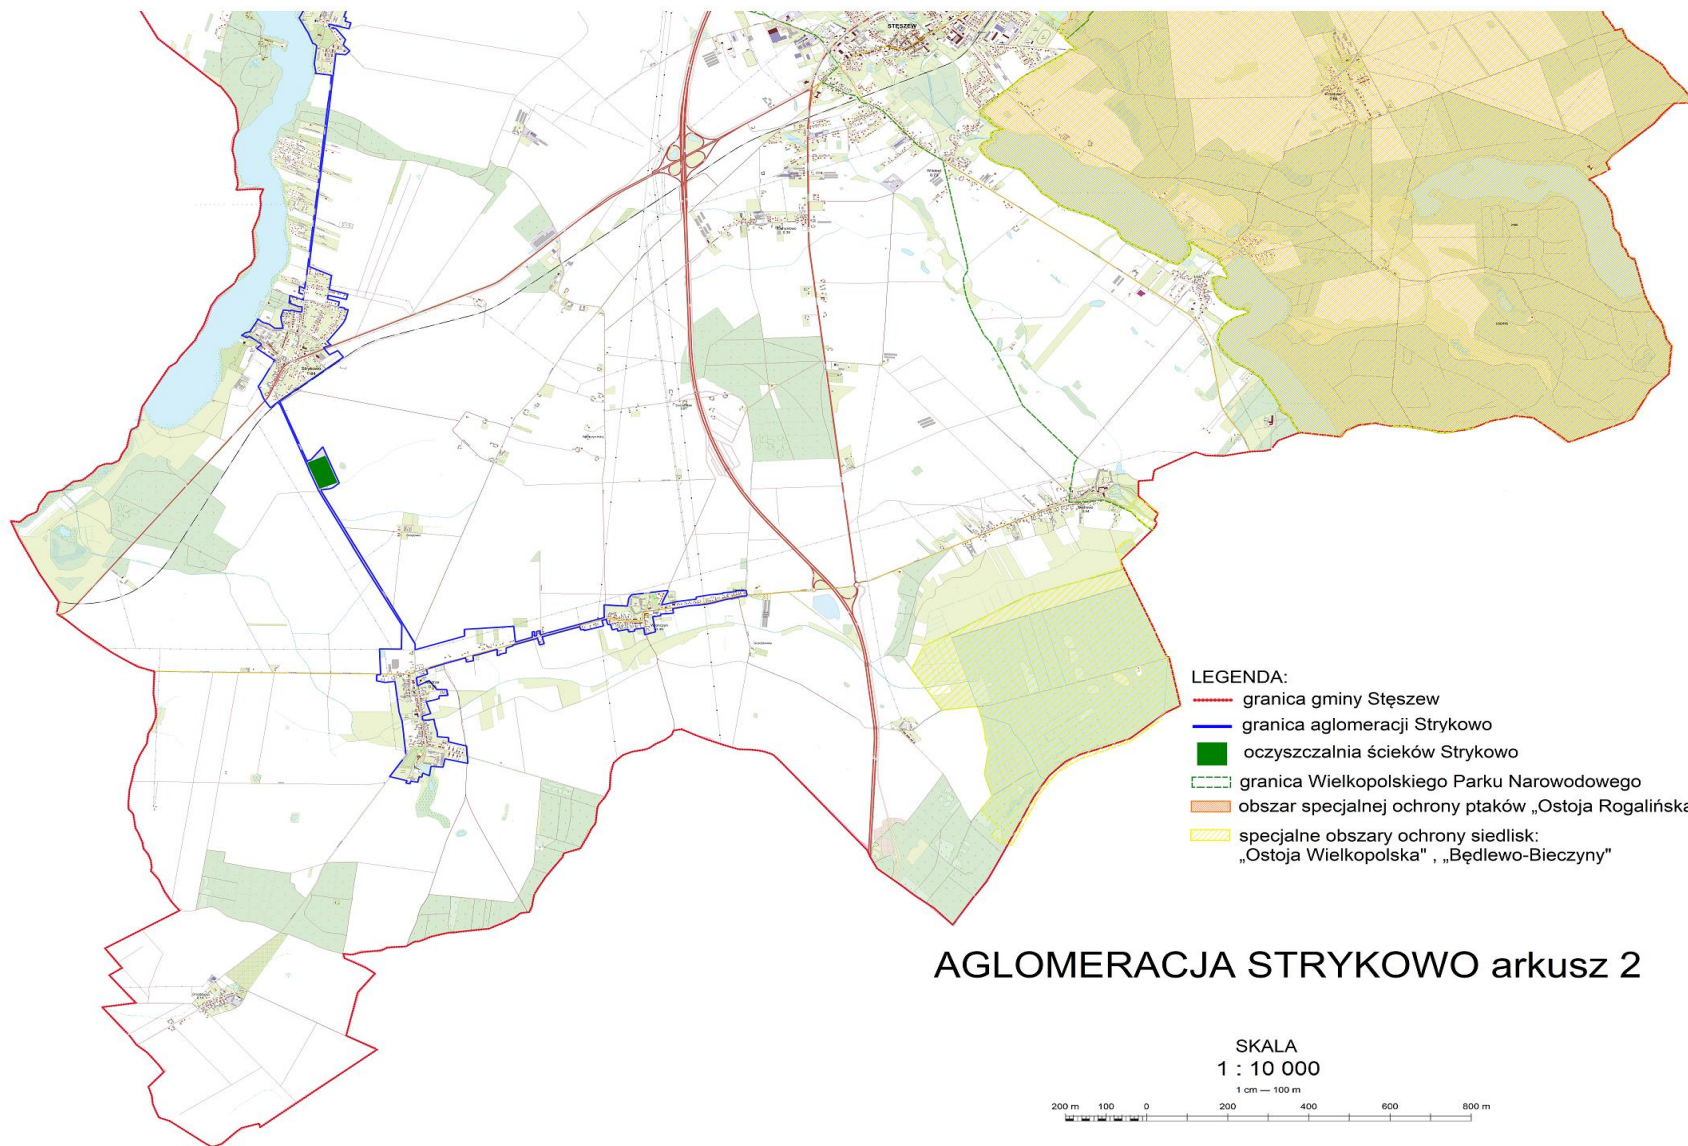 STĘSZEW
Witobel
Strykowo
LEGENDA:
granica gminy Stęszew
granica aglomeracji Strykowo
oczyszczalnia ścieków Strykowo
granica Wielkopolskiego Parku Narowodowego
obszar specjalnej ochrony ptaków „Ostoja Rogalińska
specjalne obszary ochrony siedlisk:
„Ostoja Wielkopolska" , „Będlewo-Bieczyny"
AGLOMERACJA STRYKOWO arkusz 2
SKALA
1 : 10 000
1 cm — 100 m
200 m 100 0 200 400 600 800 m